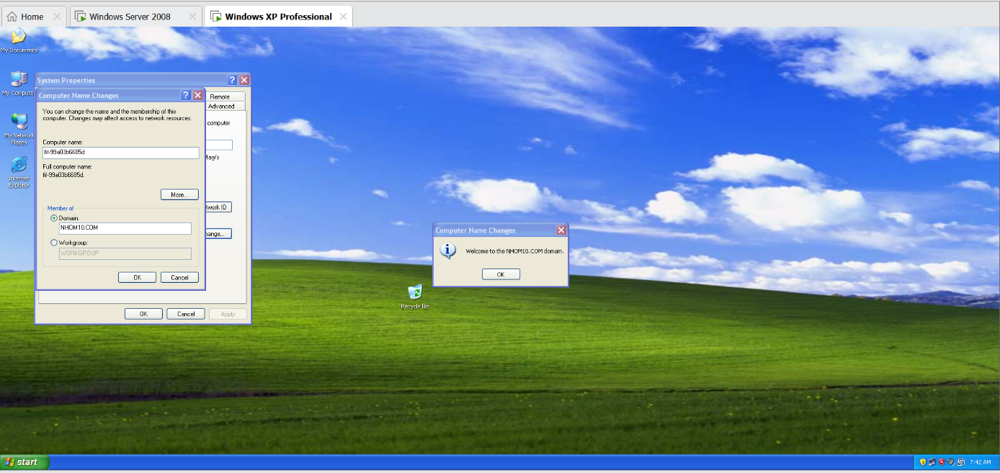 Home
Windows Server 2008
Windows XP Professional
My Documents
My Compute
My Network
Places
Internet
Explorer
System Properties
Remote
Advanced
computer
Mary's
twork ID
hange...
OK
Cancel
Apply
Computer Name Changes
You can change the name and the membership of this
computer. Changes may affect access to network resources.
Computer name:
fit-99a03b6685d
Full computer name:
fit-99a03b6685d.
More...
Member of
Domain:
NHOM10.COM
Workgroup:
WORKGROUP
OK
Cancel
Computer Name Changes
Welcome to the NHOM10.COM domain.
OK
Recycle Bin
start
7:42 AM